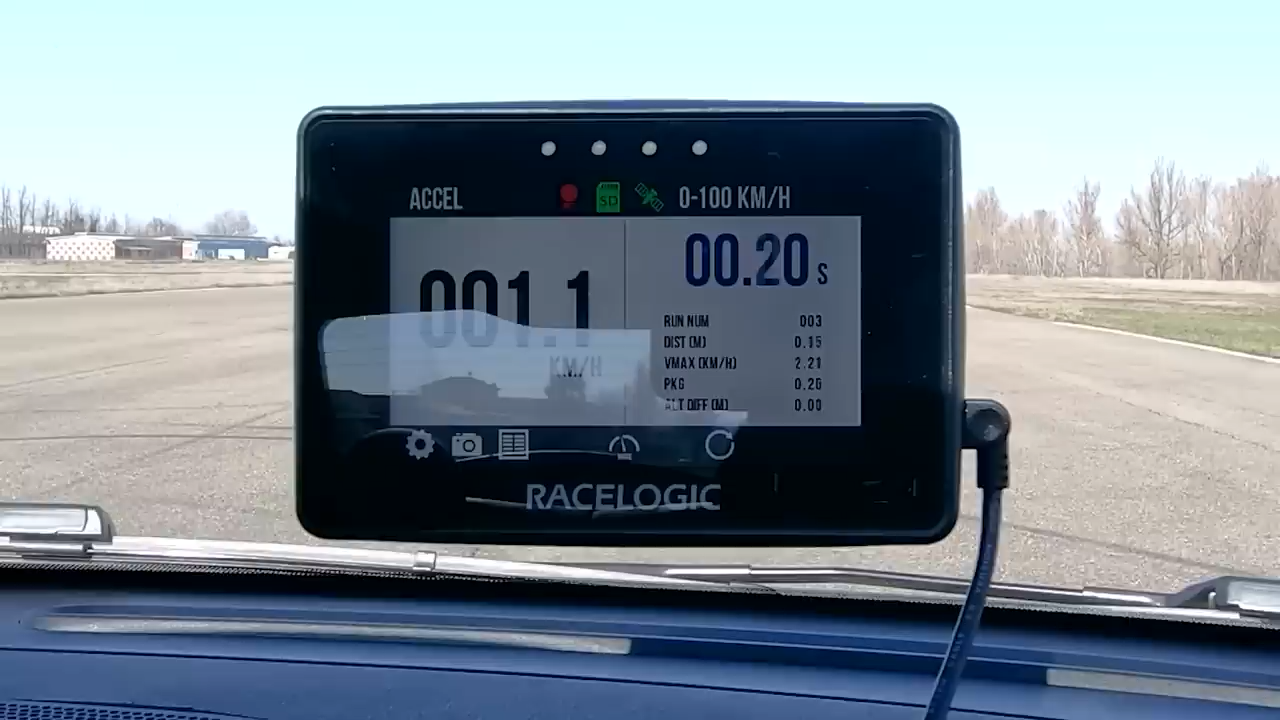 ACCEL SD 0-100 KM/H
001.1 KM/H
00.20 S
RUN NUM 003
DIST (M) 0.15
VMAX (KM/H) 2.21
PKG 0.26
ALT DIFF (M) 0.00
RACELOGIC